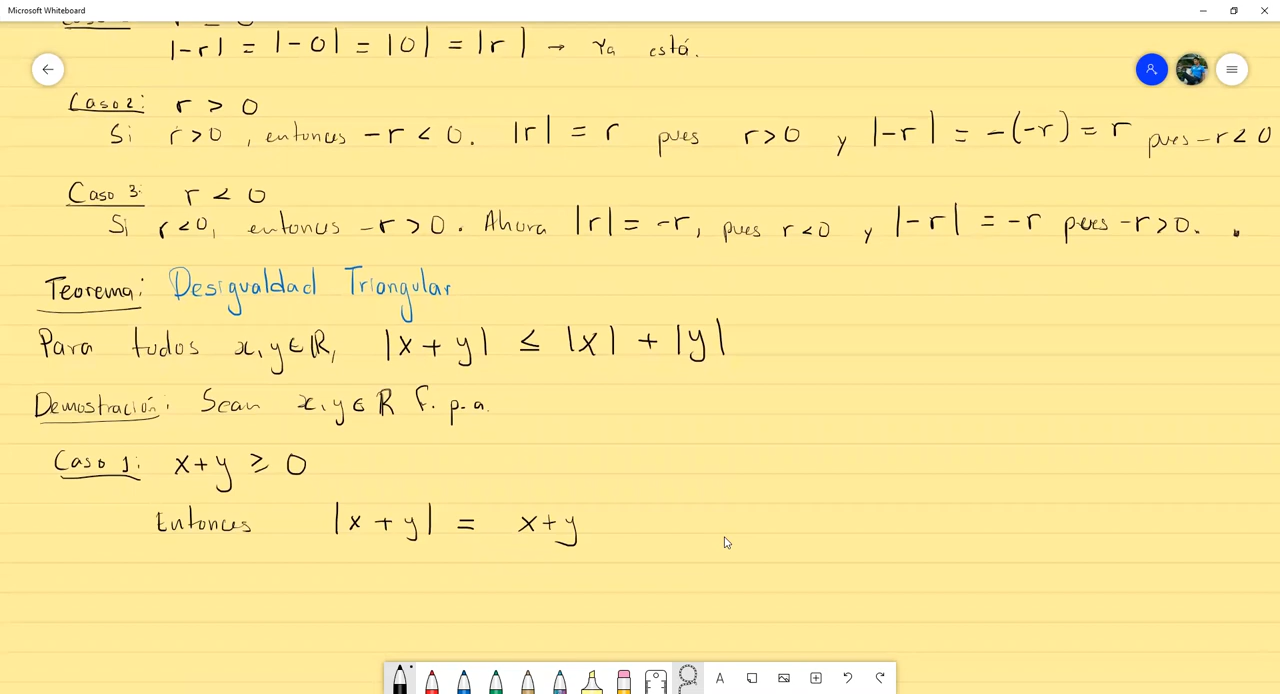 Microsoft Whiteboard
|-r| = |-0| = |0| = |r| → Ya está.
Caso 2: r > 0
Si r > 0, entonces -r < 0. |r| = r pues r > 0 y |-r| = -(-r) = r pues -r < 0
Caso 3: r < 0
Si r < 0, entonces -r > 0. Ahora |r| = -r, pues r < 0 y |-r| = -r pues -r > 0.
Teorema: Desigualdad Triangular
Para todos x, y ∈ ℝ, |x + y| ≤ |x| + |y|
Demostración: Sean x, y ∈ ℝ f. p. a.
Caso 1: x + y ≥ 0
Entonces |x + y| = x + y
A